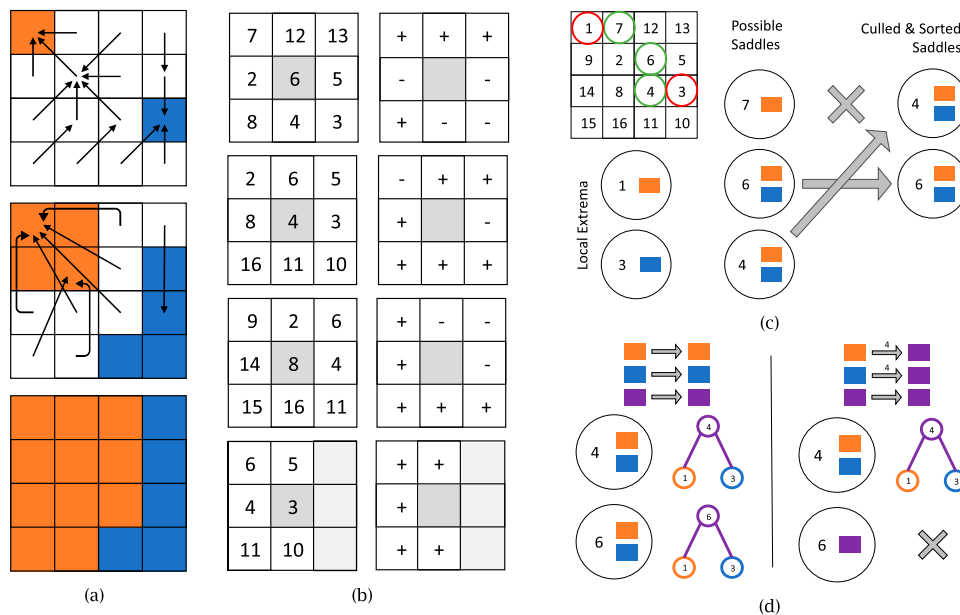 (a)
7 12 13
2 6 5
8 4 3
+ + +
- -
+ - -
2 6 5
8 4 3
16 11 10
- + +
+ -
+ + +
9 2 6
14 8 4
15 16 11
+ - -
+ -
+ + +
6 5
4 3
11 10
+ +
+
+ +
(b)
1 7 12 13
9 2 6 5
14 8 4 3
15 16 11 10
Possible
Saddles
Culled & Sorted
Saddles
Local Extrema
1
3
7
6
4
4
6
(c)
4
1 3
4
6
6
1 3
4
4
4
4
1 3
6
(d)